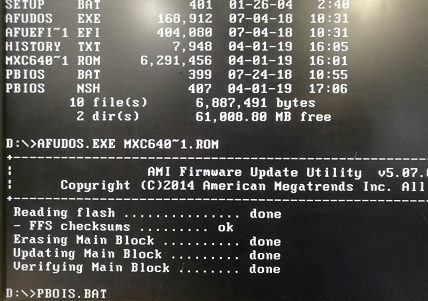 SETUP BAT 401 01-26-04 2:40
AFUDOS EXE 168,912 07-04-18 10:31
AFUEFI~1 EFI 404,080 07-04-18 10:31
HISTORY TXT 7,948 04-01-19 16:05
MXC640~1 ROM 6,291,456 04-01-19 16:03
PBIOS BAT 399 07-24-18 10:55
PBIOS NSH 407 04-01-19 17:06
10 file(s) 6,887,491 bytes
2 dir(s) 61,008.80 MB free
D:\>AFUDOS.EXE MXC640~1.ROM
AMI Firmware Update Utility v5.07.0
Copyright (C)2014 American Megatrends Inc. All
Reading flash ............... done
- FFS checksums ......... ok
Erasing Main Block .......... done
Updating Main Block ......... done
Verifying Main Block ........ done
D:\>PBOIS.BAT